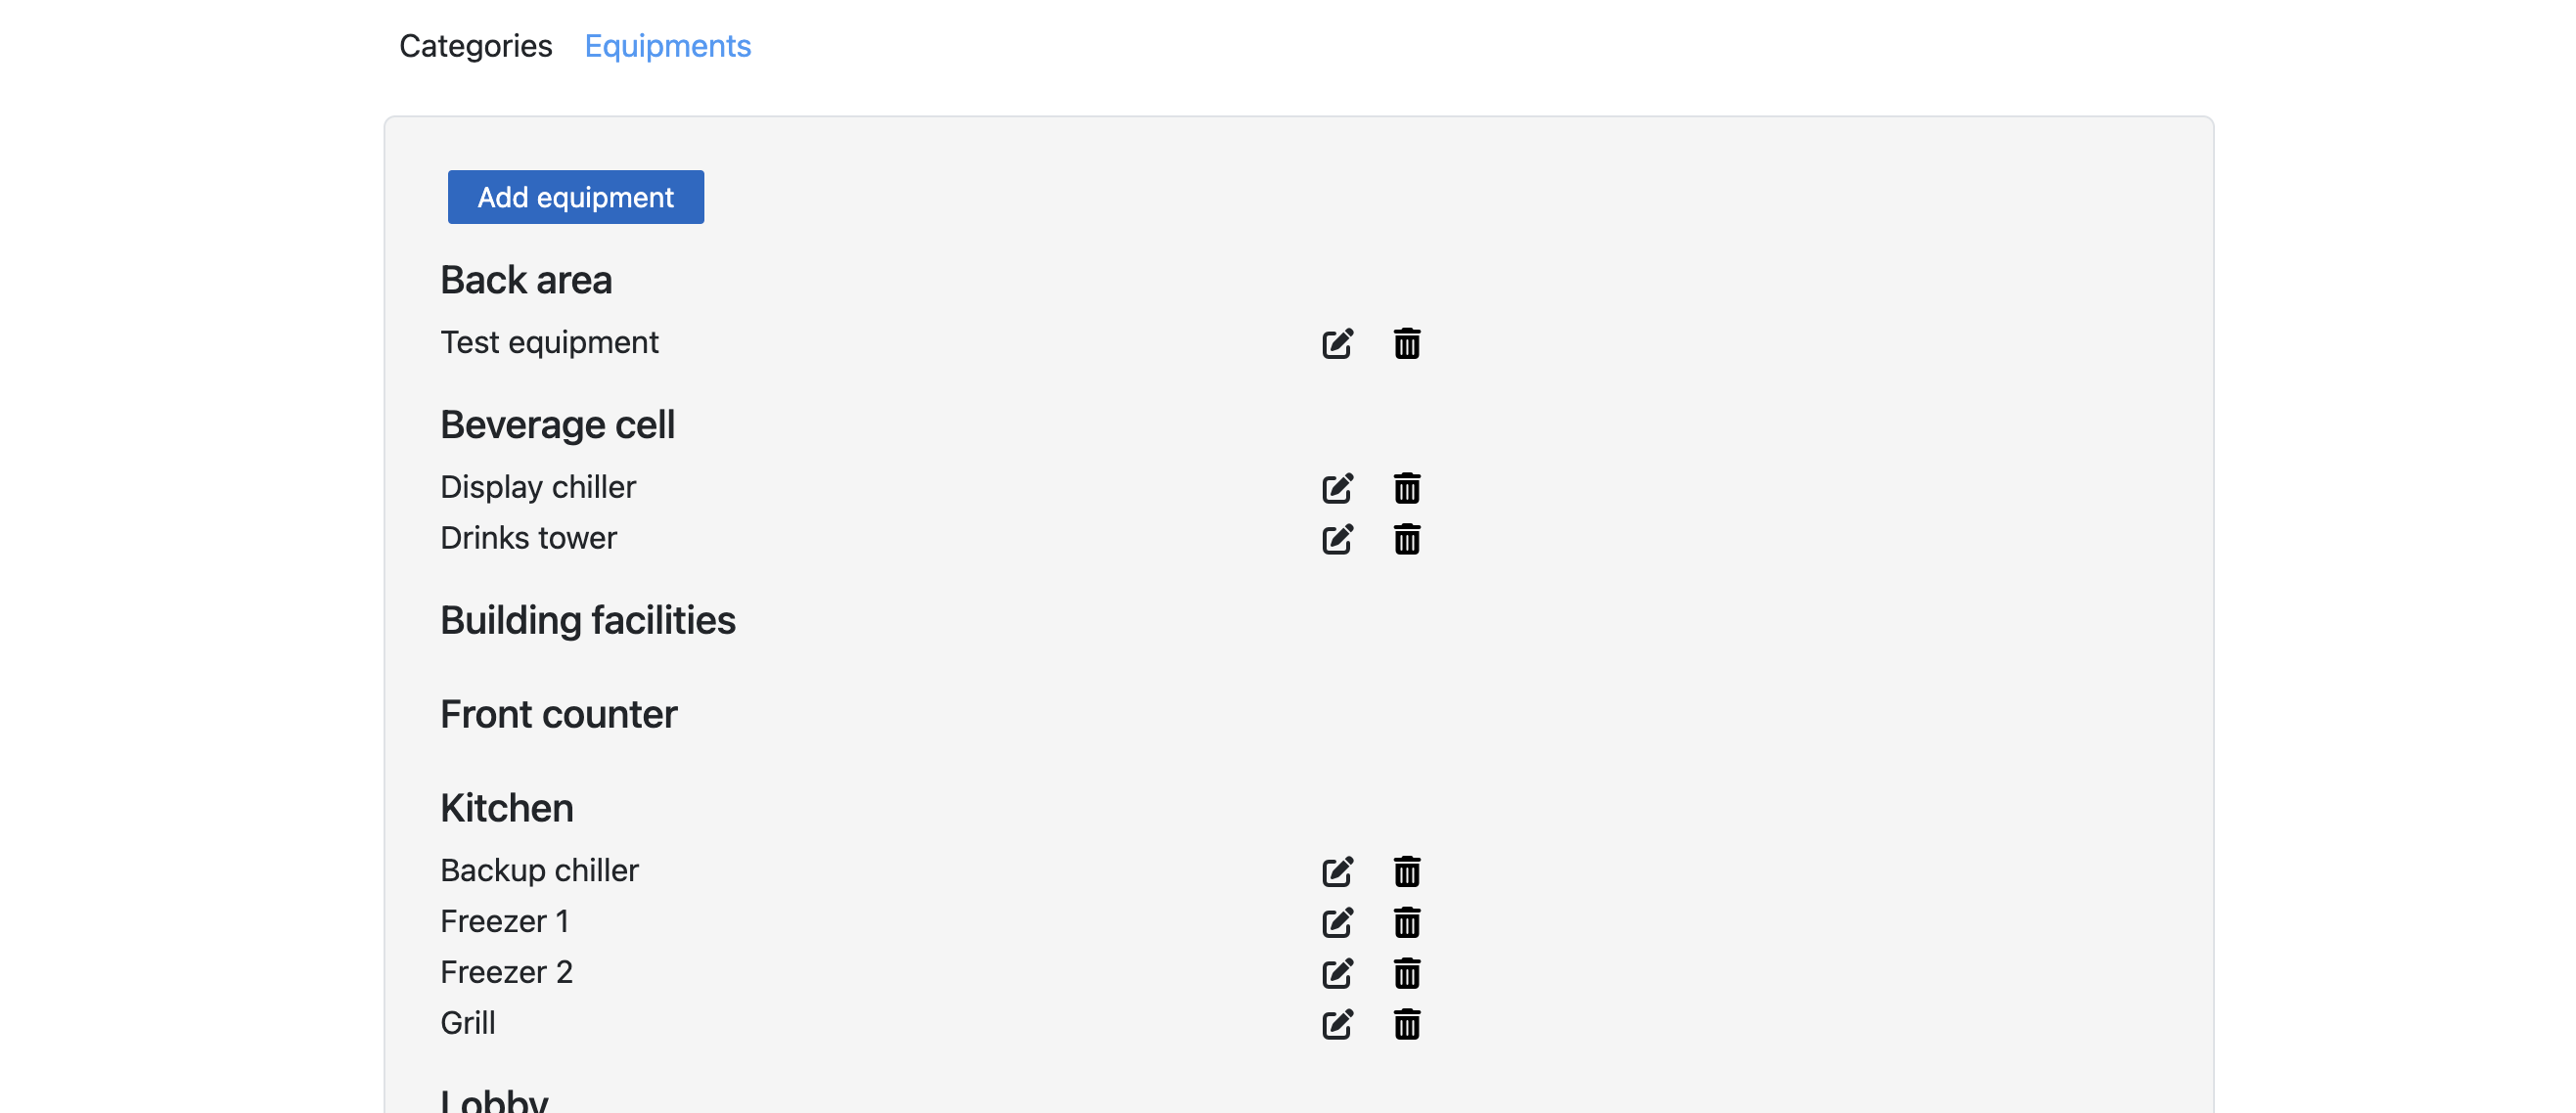 Categories Equipments
Add equipment
Back area
Test equipment
Beverage cell
Display chiller
Drinks tower
Building facilities
Front counter
Kitchen
Backup chiller
Freezer 1
Freezer 2
Grill
Lobby